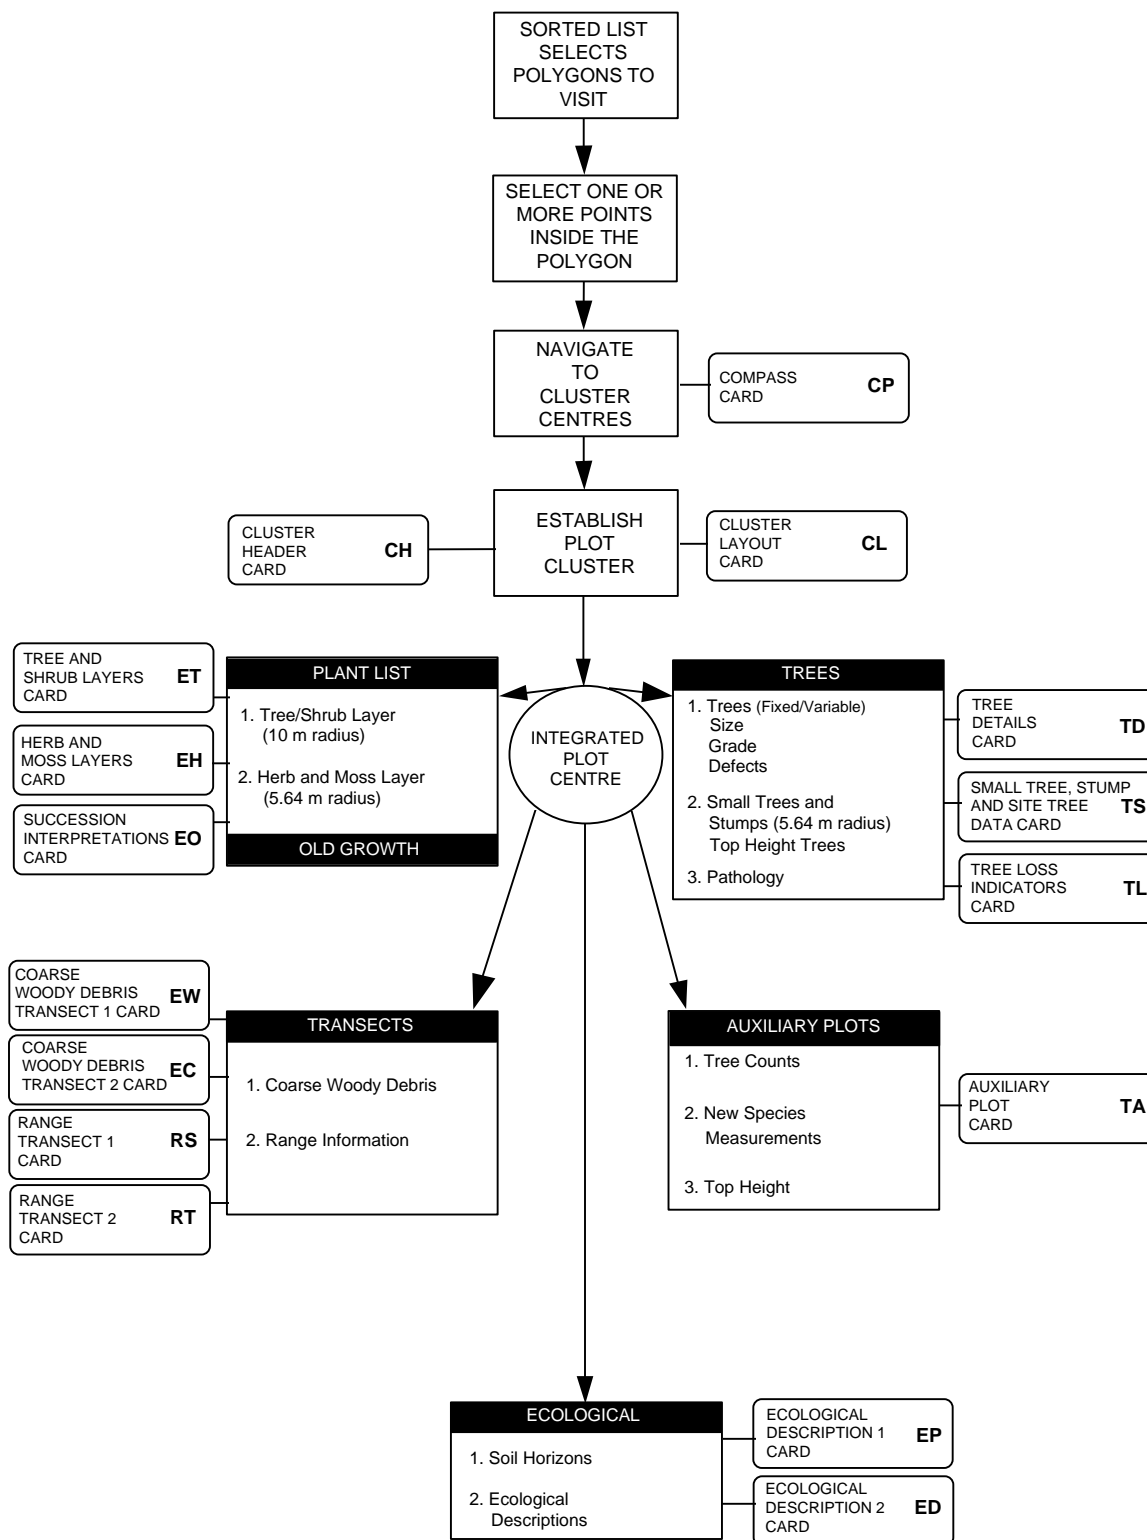 SORTED LIST
SELECTS
POLYGONS TO
VISIT
SELECT ONE OR
MORE POINTS
INSIDE THE
POLYGON
NAVIGATE
TO
CLUSTER
CENTRES
COMPASS
CARD
CP
ESTABLISH
PLOT
CLUSTER
CLUSTER
HEADER
CARD
CH
CLUSTER
LAYOUT
CARD
CL
INTEGRATED
PLOT
CENTRE
TREE AND
SHRUB LAYERS
CARD
ET
HERB AND
MOSS LAYERS
CARD
EH
SUCCESSION
INTERPRETATIONS
CARD
EO
PLANT LIST
1. Tree/Shrub Layer
(10 m radius)
2. Herb and Moss Layer
(5.64 m radius)
OLD GROWTH
TREES
1. Trees (Fixed/Variable)
Size
Grade
Defects
2. Small Trees and
Stumps (5.64 m radius)
Top Height Trees
3. Pathology
TREE
DETAILS
CARD
TD
SMALL TREE, STUMP
AND SITE TREE
DATA CARD
TS
TREE LOSS
INDICATORS
CARD
TL
COARSE
WOODY DEBRIS
TRANSECT 1 CARD
EW
COARSE
WOODY DEBRIS
TRANSECT 2 CARD
EC
RANGE
TRANSECT 1
CARD
RS
RANGE
TRANSECT 2
CARD
RT
TRANSECTS
1. Coarse Woody Debris
2. Range Information
AUXILIARY PLOTS
1. Tree Counts
2. New Species
Measurements
3. Top Height
AUXILIARY
PLOT
CARD
TA
ECOLOGICAL
1. Soil Horizons
2. Ecological
Descriptions
ECOLOGICAL
DESCRIPTION 1
CARD
EP
ECOLOGICAL
DESCRIPTION 2
CARD
ED